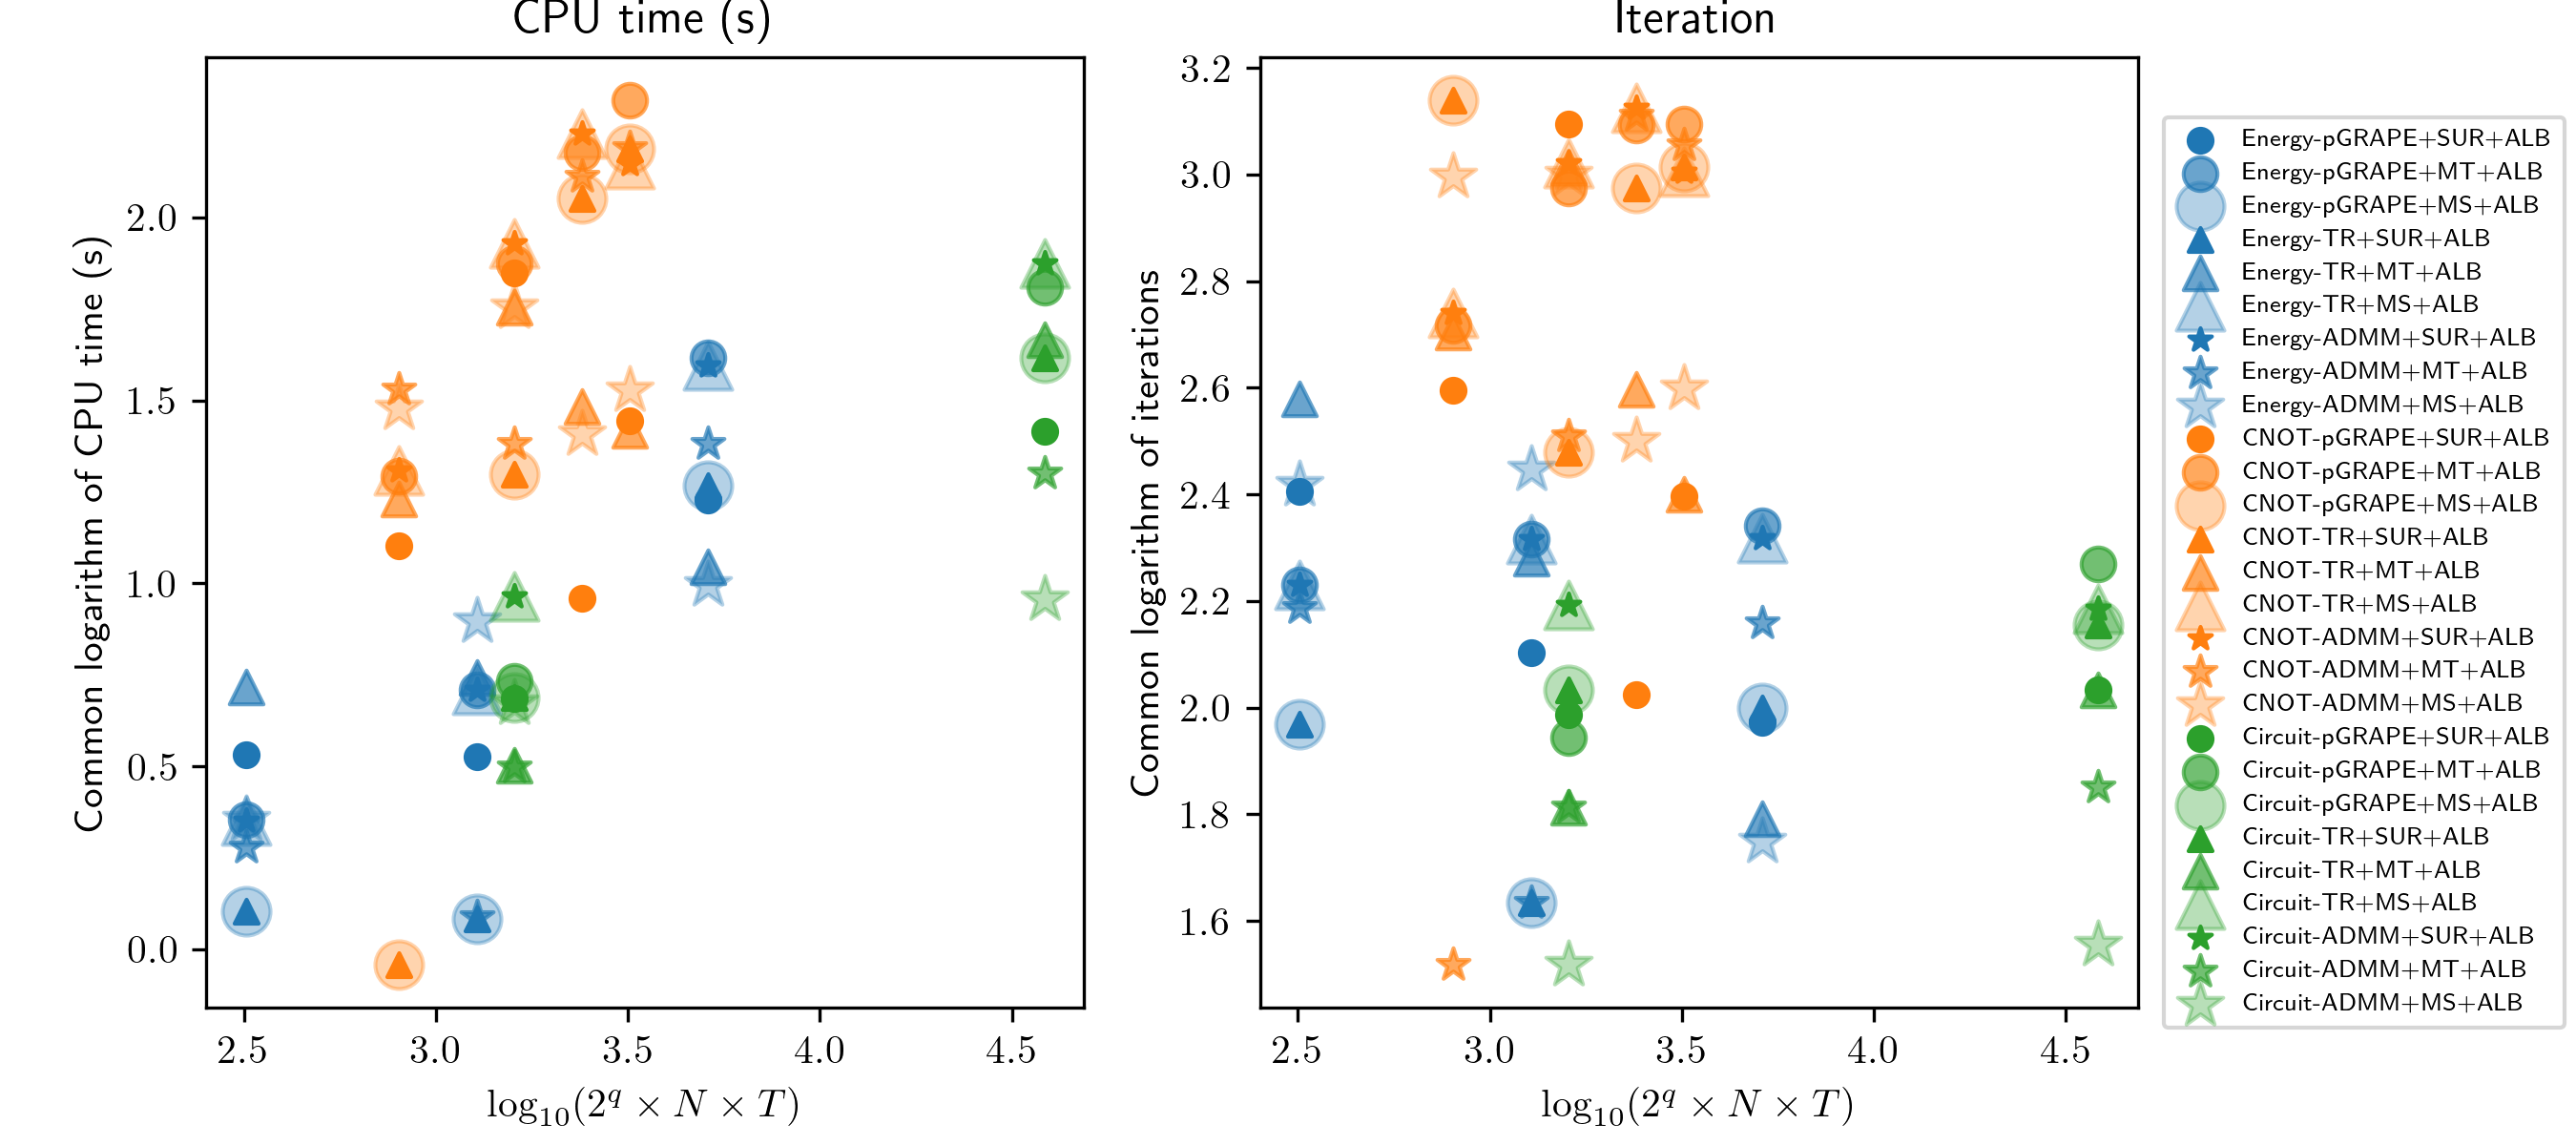 CPU time (s)
Common logarithm of CPU time (s)
2.0
1.5
1.0
0.5
0.0
2.5 3.0 3.5 4.0 4.5
log₁₀(2^q × N × T)
Iteration
Common logarithm of iterations
3.2
3.0
2.8
2.6
2.4
2.2
2.0
1.8
1.6
2.5 3.0 3.5 4.0 4.5
log₁₀(2^q × N × T)
Energy-pGRAPE+SUR+ALB
Energy-pGRAPE+MT+ALB
Energy-pGRAPE+MS+ALB
Energy-TR+SUR+ALB
Energy-TR+MT+ALB
Energy-TR+MS+ALB
Energy-ADMM+SUR+ALB
Energy-ADMM+MT+ALB
Energy-ADMM+MS+ALB
CNOT-pGRAPE+SUR+ALB
CNOT-pGRAPE+MT+ALB
CNOT-pGRAPE+MS+ALB
CNOT-TR+SUR+ALB
CNOT-TR+MT+ALB
CNOT-TR+MS+ALB
CNOT-ADMM+SUR+ALB
CNOT-ADMM+MT+ALB
CNOT-ADMM+MS+ALB
Circuit-pGRAPE+SUR+ALB
Circuit-pGRAPE+MT+ALB
Circuit-pGRAPE+MS+ALB
Circuit-TR+SUR+ALB
Circuit-TR+MT+ALB
Circuit-TR+MS+ALB
Circuit-ADMM+SUR+ALB
Circuit-ADMM+MT+ALB
Circuit-ADMM+MS+ALB